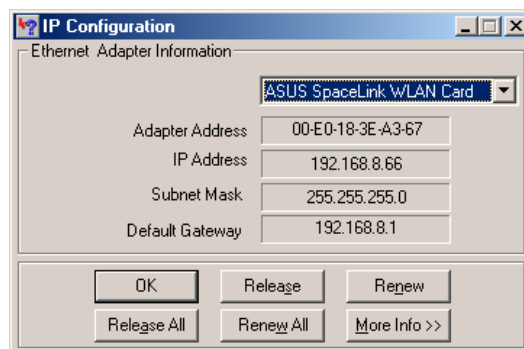 IP Configuration
Ethernet Adapter Information
ASUS SpaceLink WLAN Card
Adapter Address 00-E0-18-3E-A3-67
IP Address 192.168.8.66
Subnet Mask 255.255.255.0
Default Gateway 192.168.8.1
OK Release Renew
Release All Renew All More Info >>